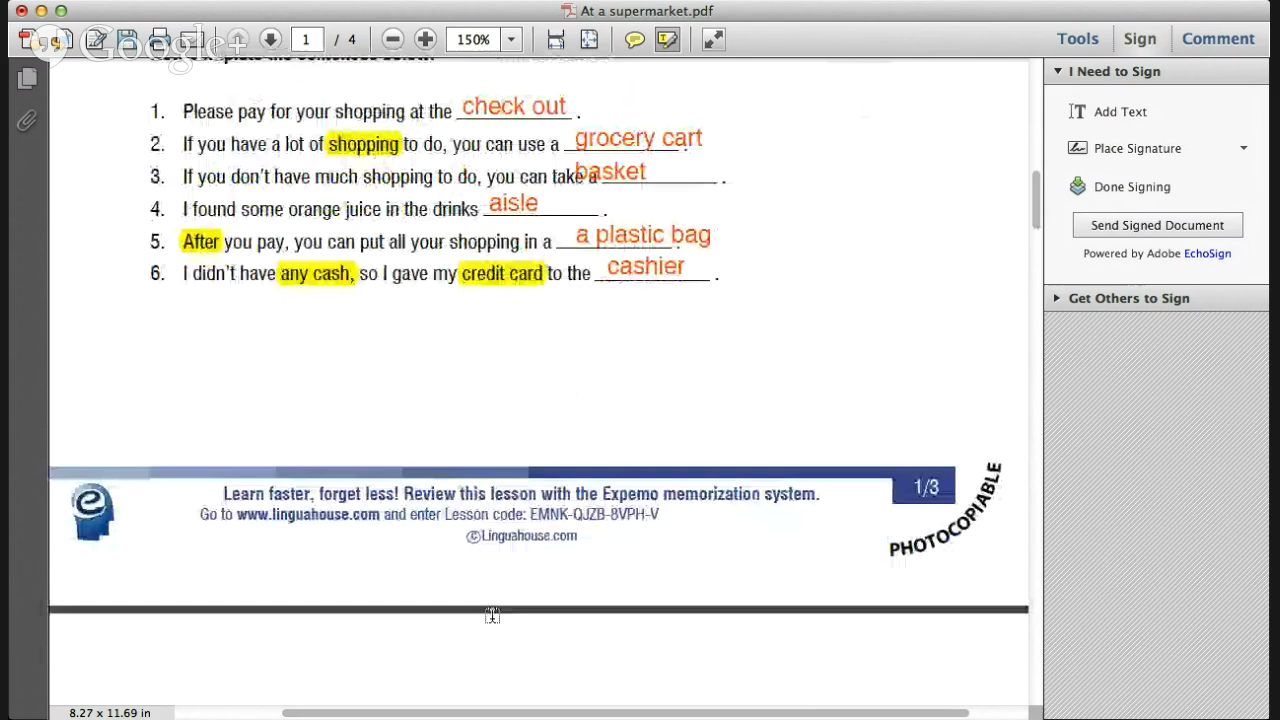 At a supermarket.pdf
Google+
1 / 4
150%
Tools Sign Comment
1. Please pay for your shopping at the check out .
2. If you have a lot of shopping to do, you can use a grocery cart .
3. If you don't have much shopping to do, you can take a basket .
4. I found some orange juice in the drinks aisle .
5. After you pay, you can put all your shopping in a a plastic bag .
6. I didn't have any cash, so I gave my credit card to the cashier .
Learn faster, forget less! Review this lesson with the Expemo memorization system.
Go to www.linguahouse.com and enter Lesson code: EMNK-QJZB-8VPH-V
©Linguahouse.com
1/3
PHOTOCOPIABLE
8.27 x 11.69 in
I Need to Sign
Add Text
Place Signature
Done Signing
Send Signed Document
Powered by Adobe EchoSign
Get Others to Sign